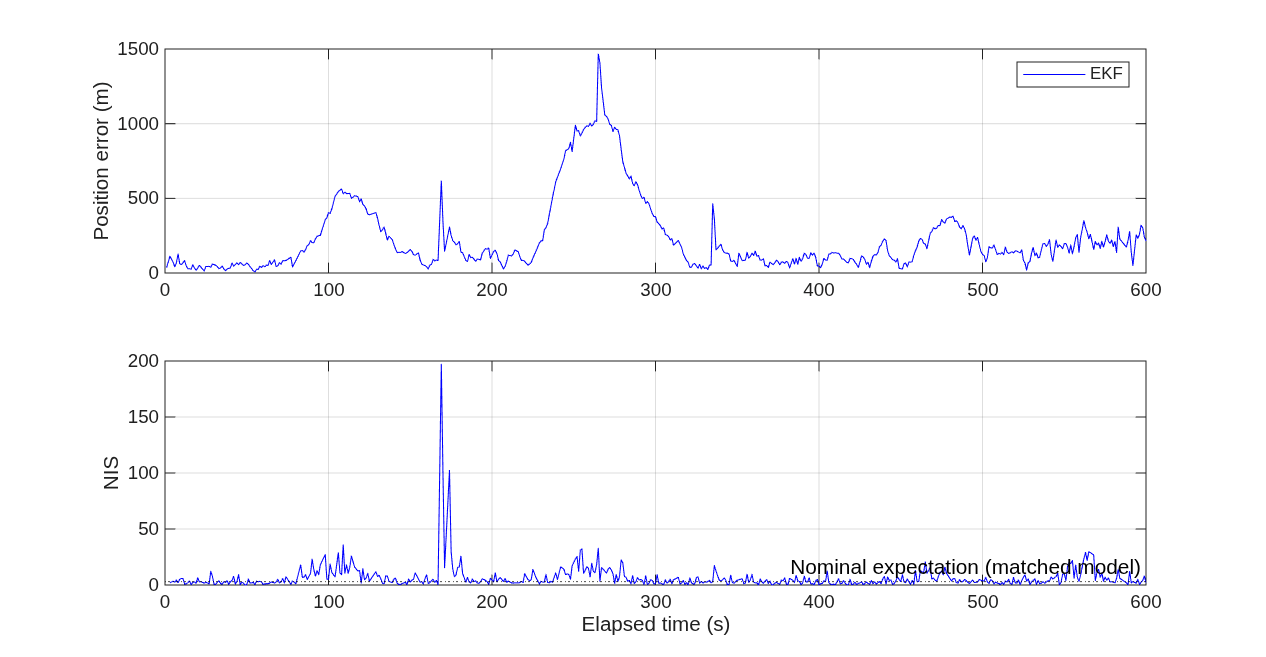 1500
1000
500
0
Position error (m)
EKF
0 100 200 300 400 500 600
200
150
100
50
0
NIS
Nominal expectation (matched model)
0 100 200 300 400 500 600
Elapsed time (s)